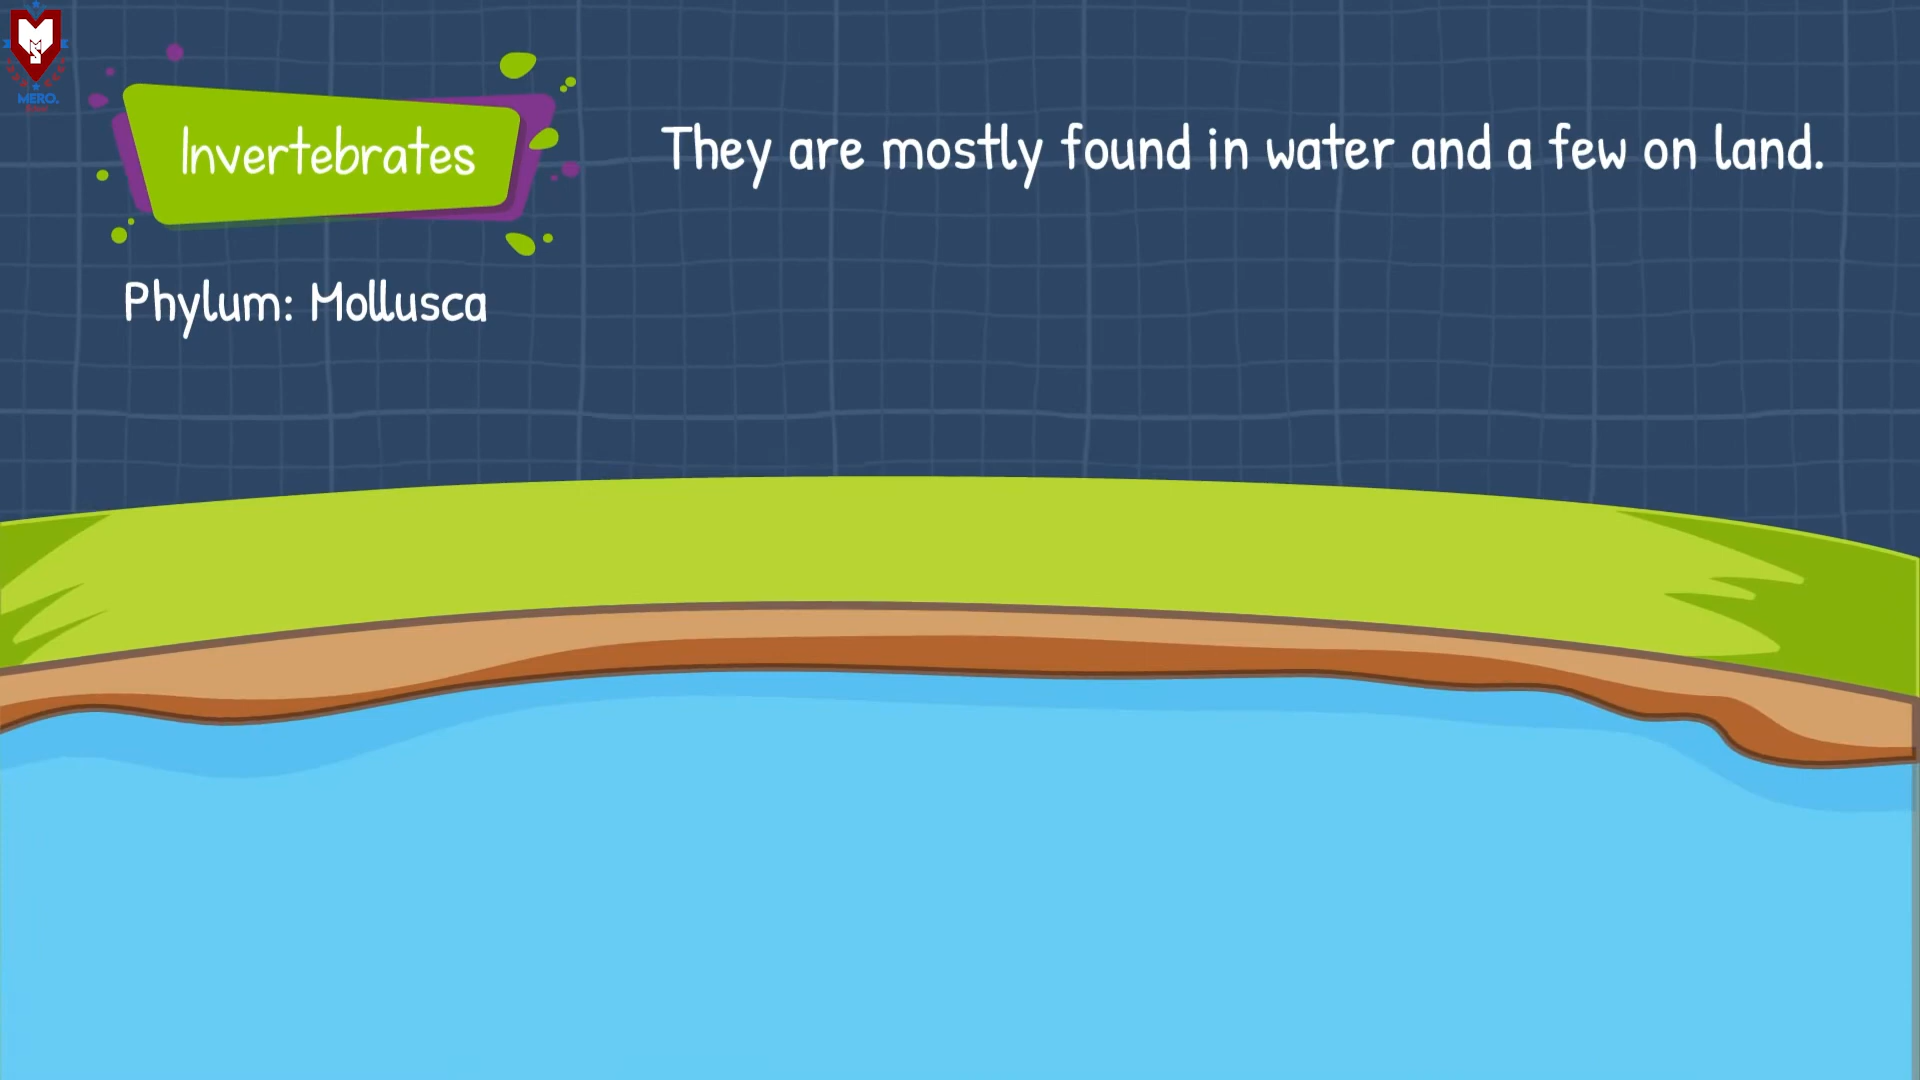 MERO.
Invertebrates
They are mostly found in water and a few on land.
Phylum: Mollusca